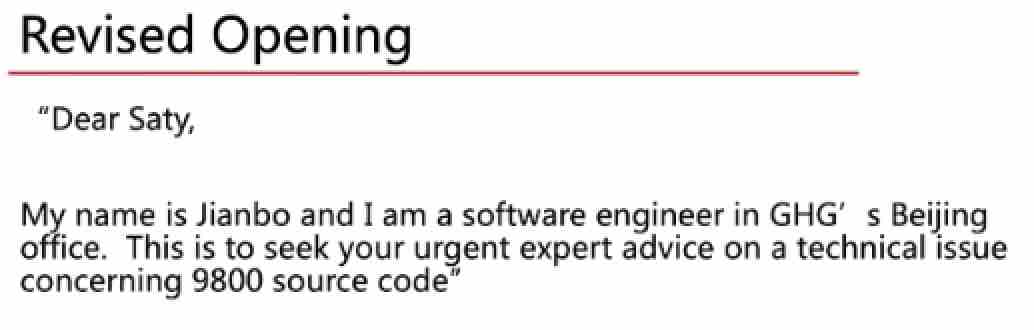 Revised Opening
“Dear Saty,
My name is Jianbo and I am a software engineer in GHG’ s Beijing
office.  This is to seek your urgent expert advice on a technical issue
concerning 9800 source code”